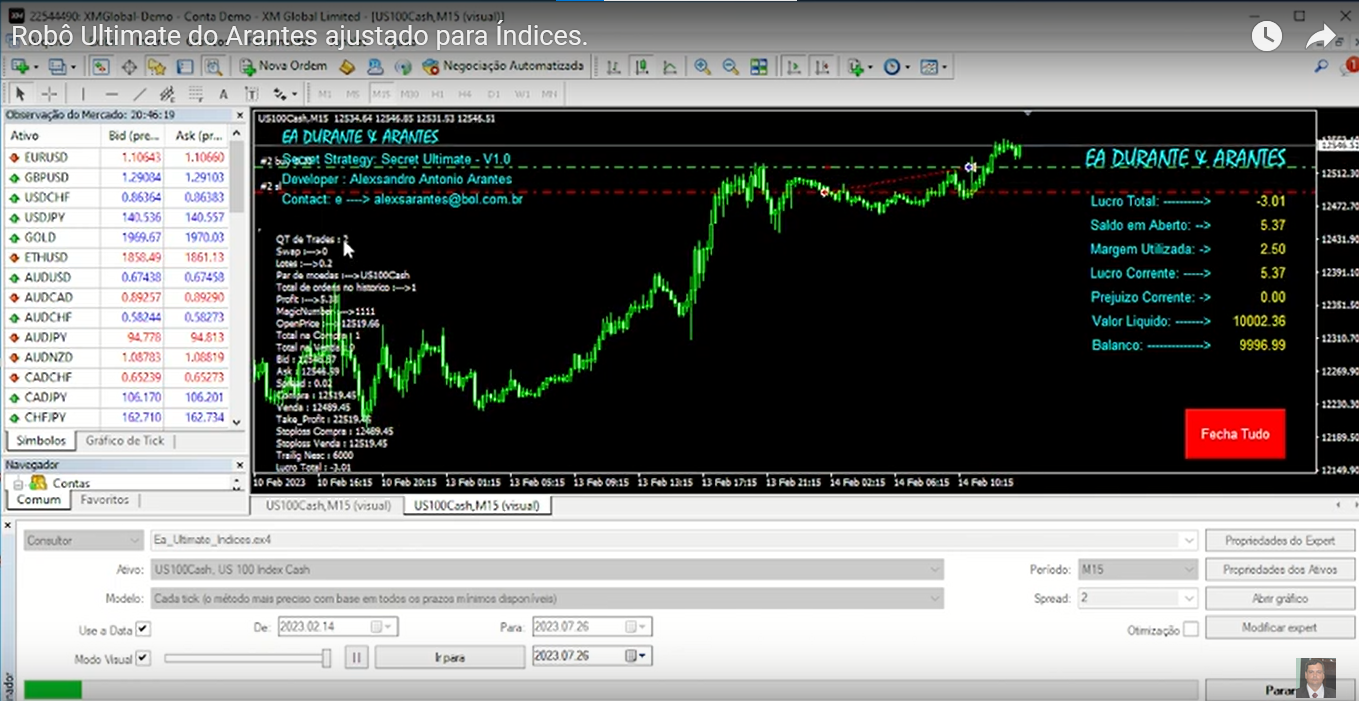 22544490: XMGlobal-Demo - Conta Demo - XM Global Limited - [US100Cash,M15 (visual)]
Robô Ultimate do Arantes ajustado para Índices.
Nova Ordem
Negociação Automatizada
1
A T
M1 M5 M15 M30 H1 H4 D1 W1 MN
Observação do Mercado: 20:46:19
Ativo Bid (pre... Ask (pr...
EURUSD 1.10643 1.10660
GBPUSD 1.29084 1.29103
USDCHF 0.86364 0.86383
USDJPY 140.536 140.557
GOLD 1969.67 1970.03
ETHUSD 1858.49 1861.13
AUDUSD 0.67438 0.67458
AUDCAD 0.89257 0.89290
AUDCHF 0.58244 0.58273
AUDJPY 94.778 94.813
AUDNZD 1.08783 1.08819
CADCHF 0.65239 0.65273
CADJPY 106.170 106.201
CHFJPY 162.710 162.734
Símbolos Gráfico de Tick
Navegador
Contas
Comum Favoritos
US100Cash,M15 12534.64 12546.85 12531.53 12546.51
EA DURANTE & ARANTES
#2 buy
Secret Strategy: Secret Ultimate - V1.0
#2 sl
Developer : Alexsandro Antonio Arantes
Contact: e ----> alexsarantes@bol.com.br
QT de Trades : 2
Swap :--->0
Lotes :--->0.2
Par de moedas :--->US100Cash
Total de ordens no historico :--->1
Profit :--->5.38
MagicNumber :--->1111
OpenPrice :---> 12519.66
Total na Compra : 1
Total na Venda : 0
Bid :
Ask : 12546.59
Spread : 0.02
Compra : 12519.45
Venda : 12489.45
Take_Profit : 22519.45
Stoploss Compra : 12489.45
Stoploss Venda : 12519.45
Trailig Nesc : 6000
Lucro Total : -3.01
EA DURANTE & ARANTES
Lucro Total: ----------> -3.01
Saldo em Aberto: --> 5.37
Margem Utilizada: -> 2.50
Lucro Corrente: -----> 5.37
Prejuizo Corrente: -> 0.00
Valor Liquido: -------> 10002.36
Balanco: --------------> 9996.99
Fecha Tudo
12546.51
12512.30
12472.70
12431.90
12391.10
12351.50
12310.70
12269.90
12230.30
12189.50
12149.90
10 Feb 2023 10 Feb 16:15 10 Feb 20:15 13 Feb 01:15 13 Feb 05:15 13 Feb 09:15 13 Feb 13:15 13 Feb 17:15 13 Feb 21:15 14 Feb 02:15 14 Feb 06:15 14 Feb 10:15
US100Cash,M15 (visual) US100Cash,M15 (visual)
Consultor Ea_Ultimate_Indices.ex4 Propriedades do Expert
Ativo: US100Cash, US 100 Index Cash Período: M15 Propriedades dos Ativos
Modelo: Cada tick (o método mais preciso com base em todos os prazos mínimos disponíveis) Spread: 2 Abrir gráfico
Use a Data De: 2023.02.14 Para: 2023.07.26 Otimização Modificar expert
Modo Visual Ir para 2023.07.26